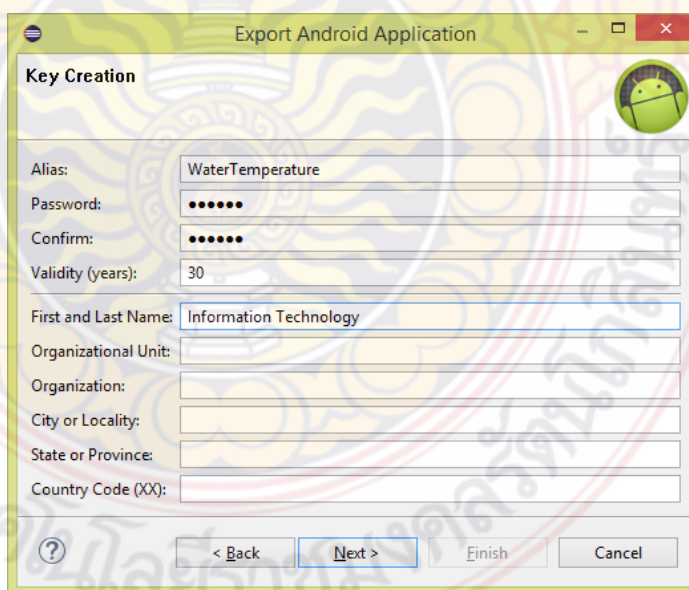 Export Android Application
Key Creation
Alias: WaterTemperature
Password: ●●●●●●
Confirm: ●●●●●●
Validity (years): 30
First and Last Name: Information Technology
Organizational Unit:
Organization:
City or Locality:
State or Province:
Country Code (XX):
? < Back Next > Finish Cancel